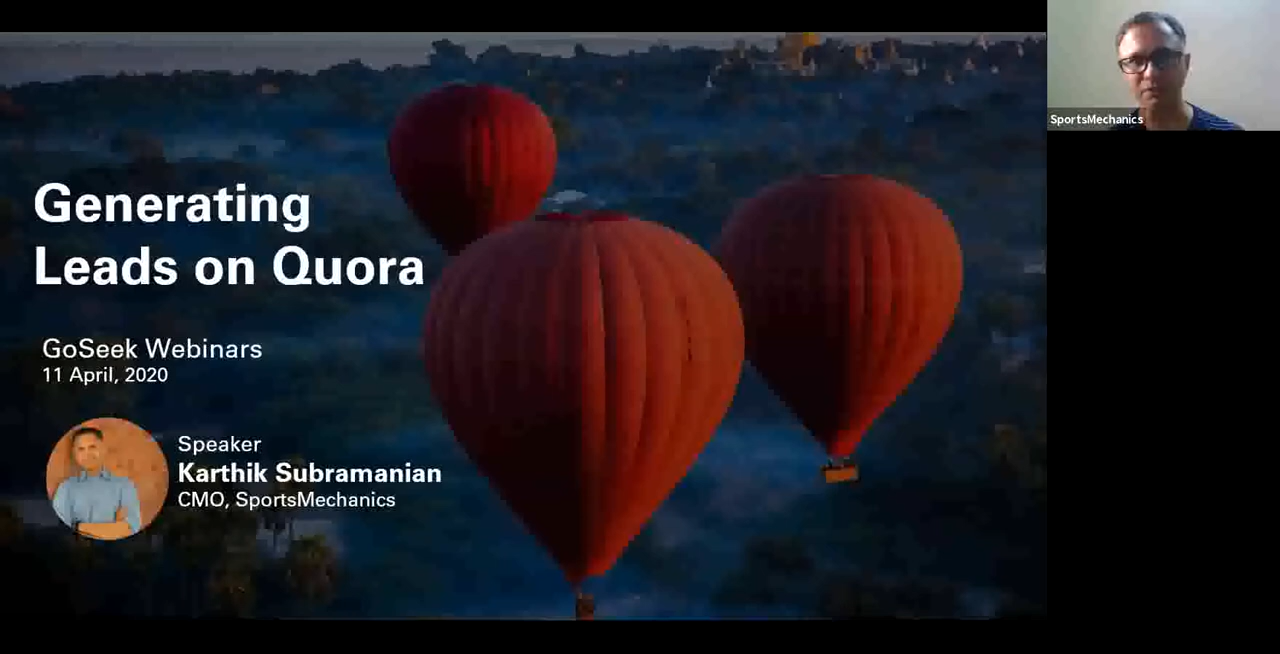 Generating
Leads on Quora
GoSeek Webinars
11 April, 2020
Speaker
Karthik Subramanian
CMO, SportsMechanics
SportsMechanics